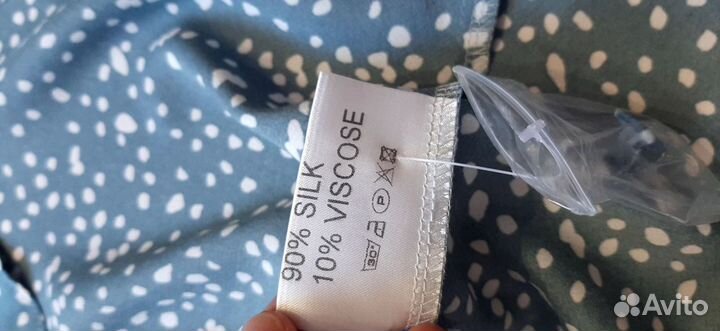 90% SILK
10% VISCOSE
30° P
Avito